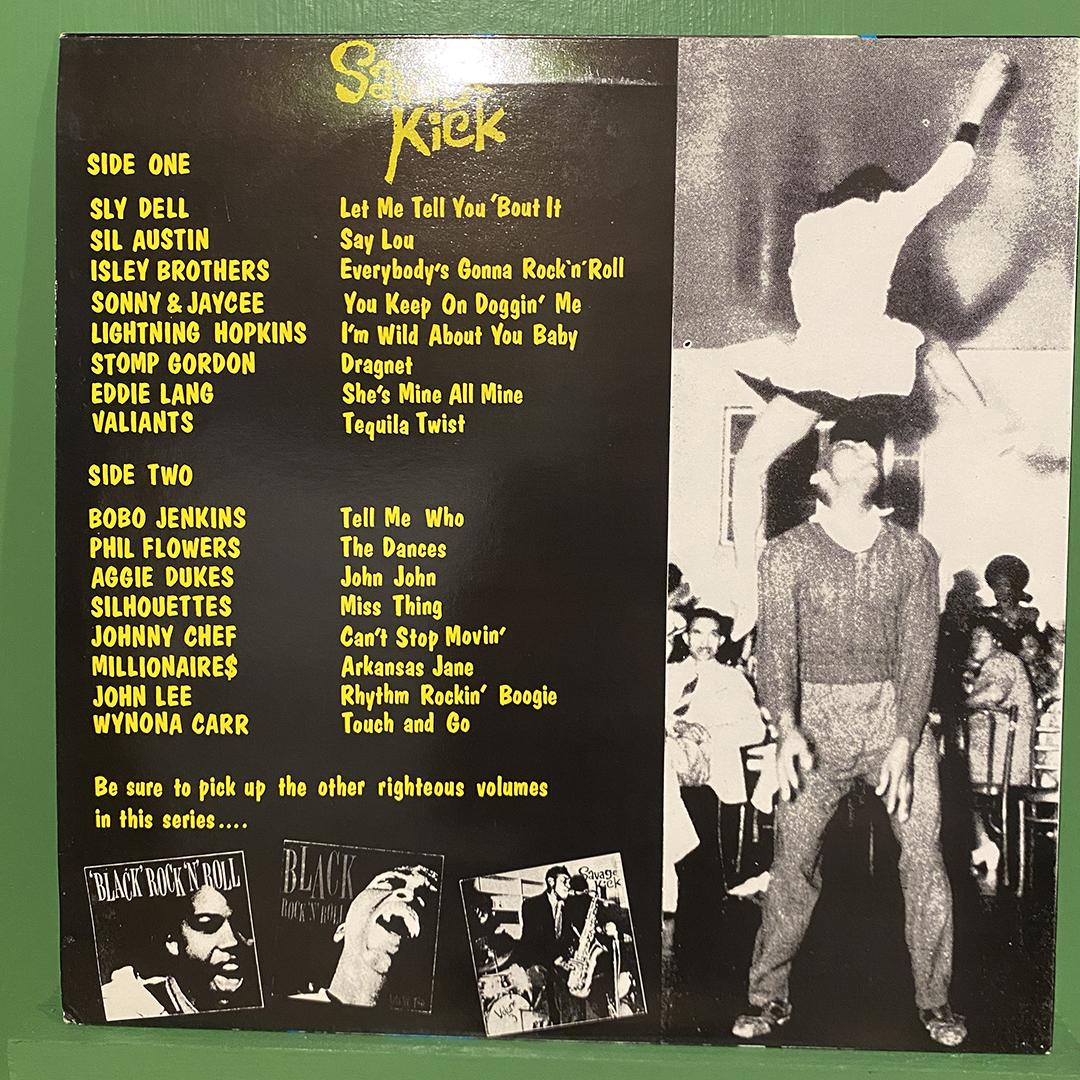 Savage
Kick
SIDE ONE
SLY DELL Let Me Tell You 'Bout It
SIL AUSTIN Say Lou
ISLEY BROTHERS Everybody's Gonna Rock'n'Roll
SONNY & JAYCEE You Keep On Doggin' Me
LIGHTNING HOPKINS I'm Wild About You Baby
STOMP GORDON Dragnet
EDDIE LANG She's Mine All Mine
VALIANTS Tequila Twist
SIDE TWO
BOBO JENKINS Tell Me Who
PHIL FLOWERS The Dances
AGGIE DUKES John John
SILHOUETTES Miss Thing
JOHNNY CHEF Can't Stop Movin'
MILLIONAIRE$ Arkansas Jane
JOHN LEE Rhythm Rockin' Boogie
WYNONA CARR Touch and Go
Be sure to pick up the other righteous volumes
in this series....
'BLACK' ROCK 'N' ROLL
BLACK
ROCK 'N' ROLL
Savage
Kick